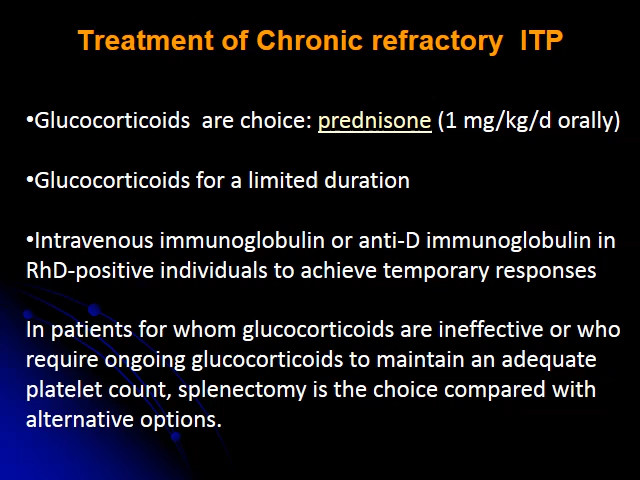 Treatment of Chronic refractory ITP
•Glucocorticoids are choice: prednisone (1 mg/kg/d orally)
•Glucocorticoids for a limited duration
•Intravenous immunoglobulin or anti-D immunoglobulin in
RhD-positive individuals to achieve temporary responses
In patients for whom glucocorticoids are ineffective or who
require ongoing glucocorticoids to maintain an adequate
platelet count, splenectomy is the choice compared with
alternative options.